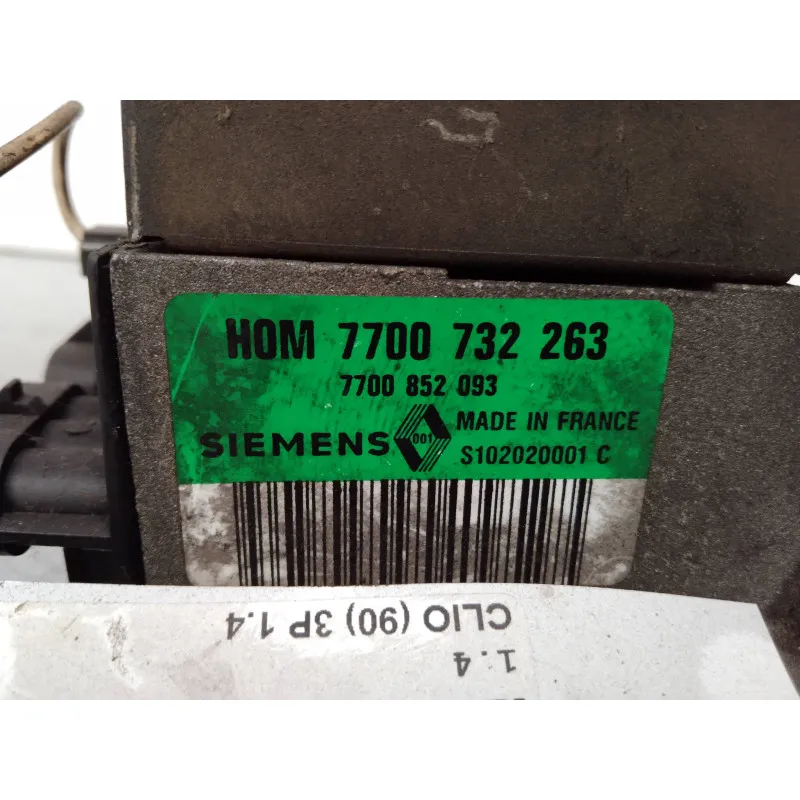 HOM 7700 732 263
7700 852 093
SIEMENS 001 MADE IN FRANCE
S102020001 C
CLIO (90) 3P 1.4
1.4